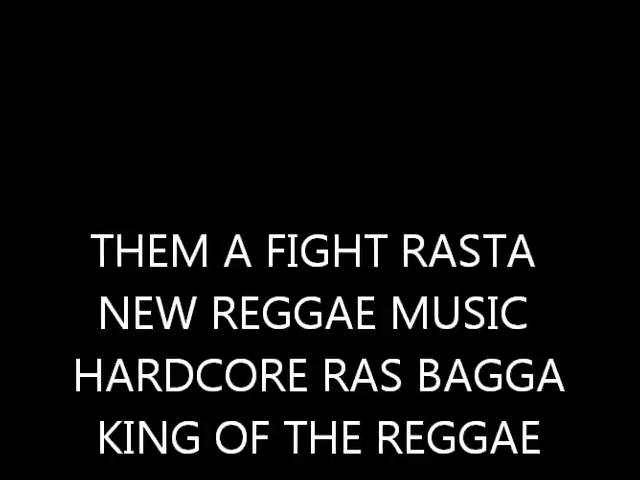 THEM A FIGHT RASTA
NEW REGGAE MUSIC
HARDCORE RAS BAGGA
KING OF THE REGGAE